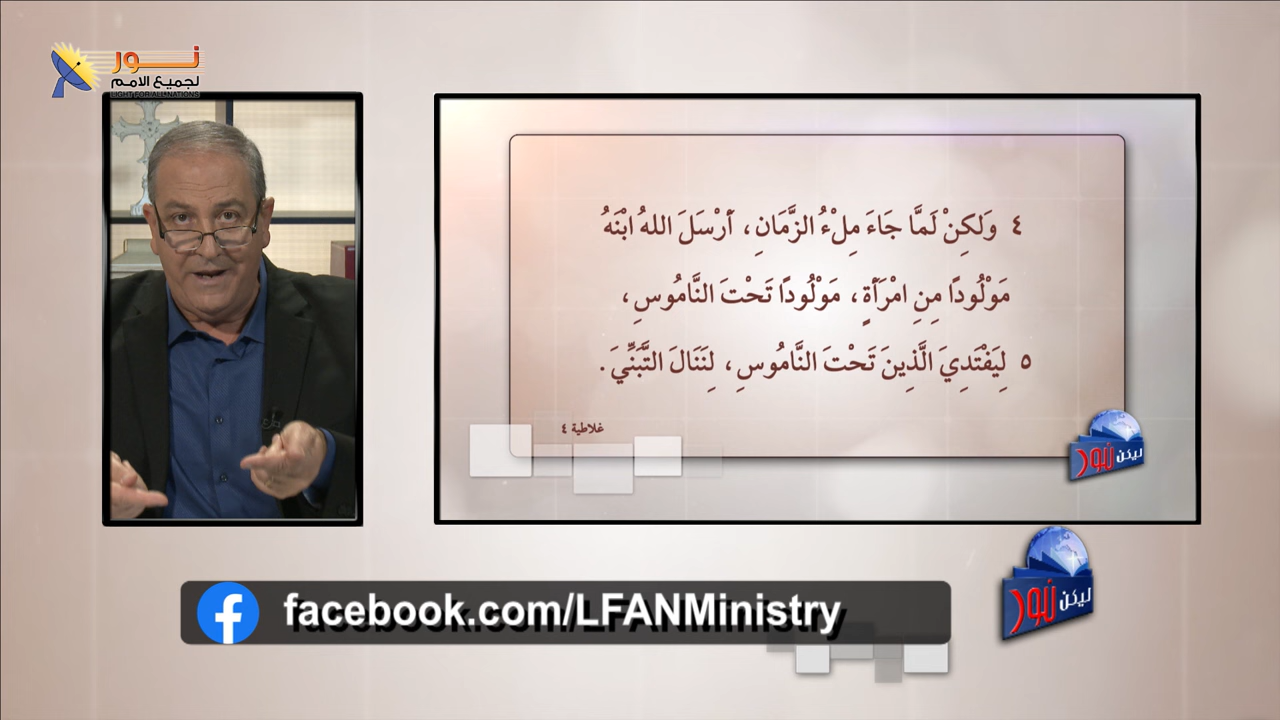 نور
لجميع الامم
LIGHT FOR ALL NATIONS
٤ وَلكِنْ لَمَّا جَاءَ مِلْءُ الزَّمَانِ، أَرْسَلَ اللهُ ابْنَهُ
مَوْلُودًا مِنِ امْرَأَةٍ، مَوْلُودًا تَحْتَ النَّامُوسِ،
٥ لِيَفْتَدِيَ الَّذِينَ تَحْتَ النَّامُوسِ، لِنَنَالَ التَّبَنِّيَ.
غلاطية ٤
ليكن نور
facebook.com/LFANMinistry
ليكن نور